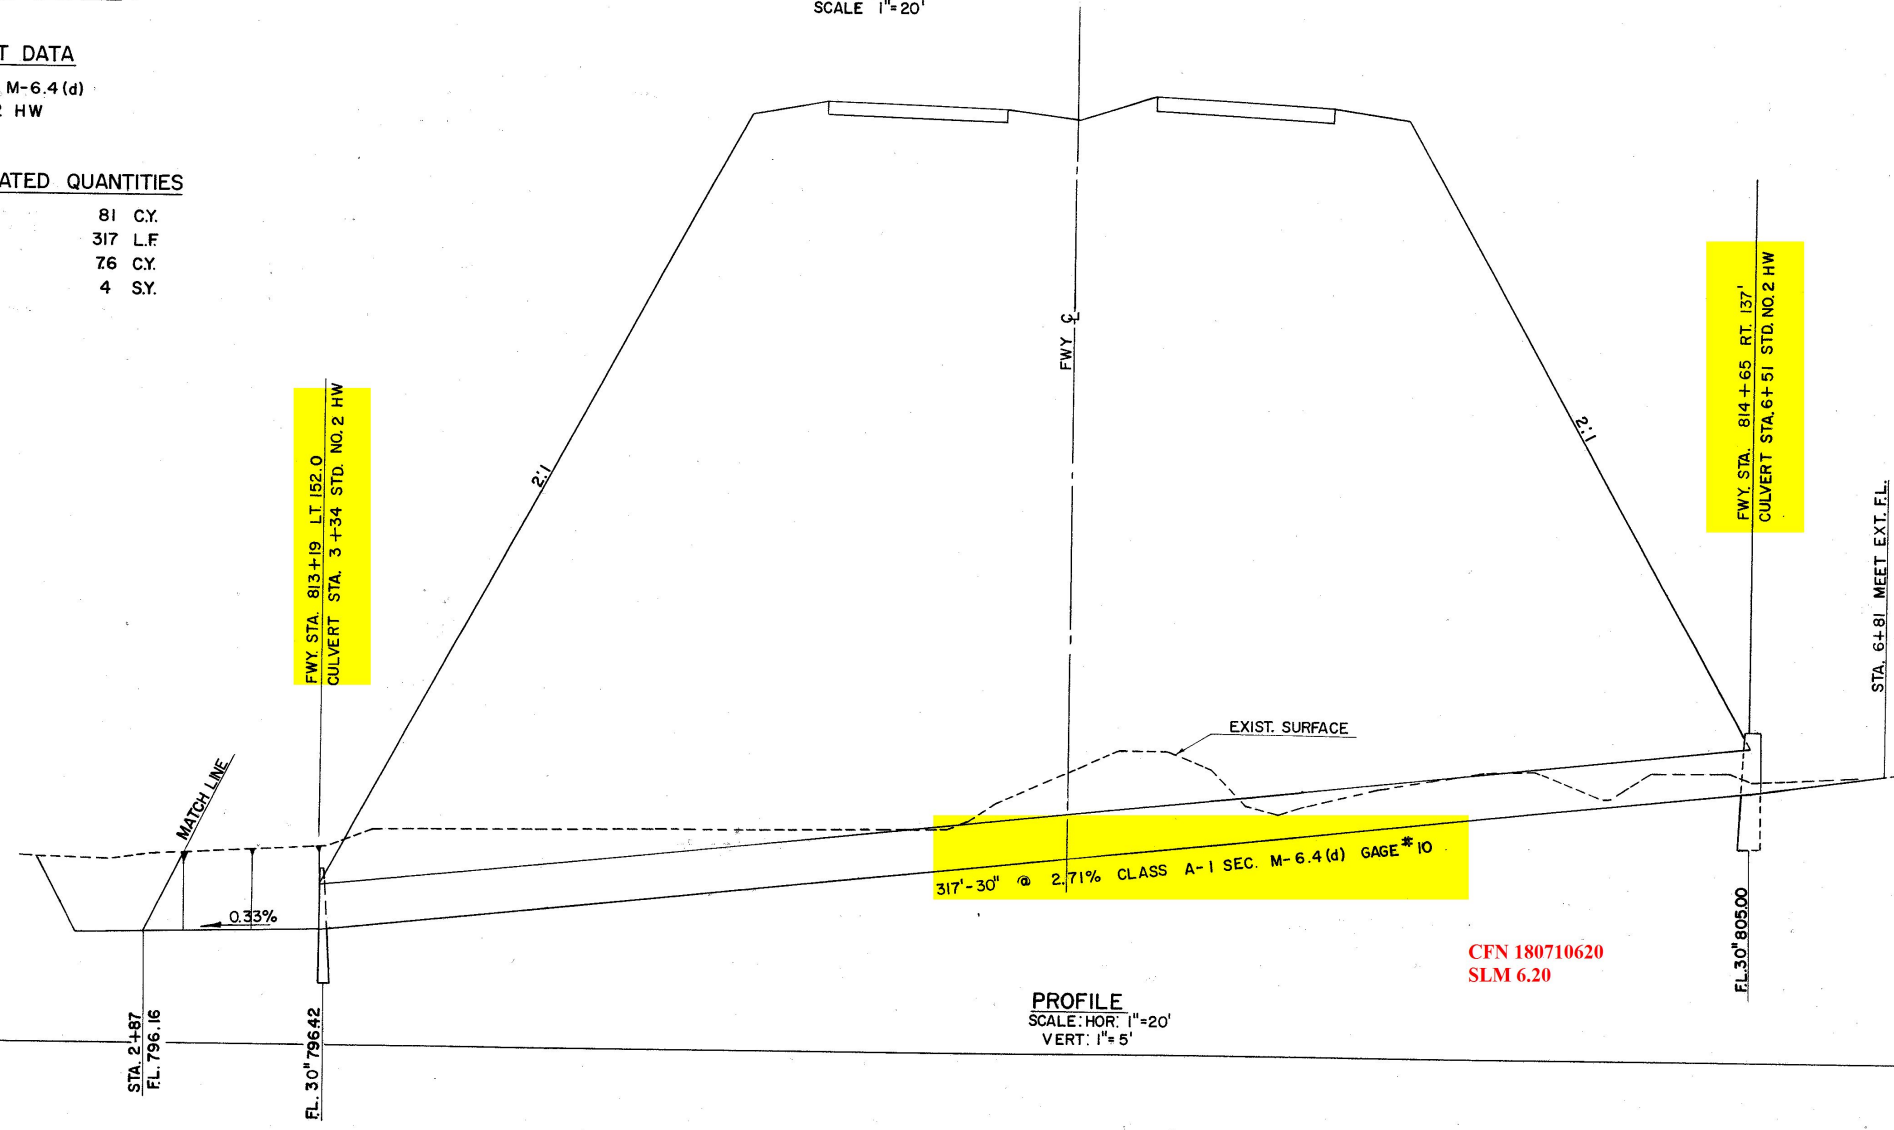 SCALE 1"=20'
T DATA
M-6.4(d)
2 HW
ATED QUANTITIES
81 C.Y.
317 L.F.
7.6 C.Y.
4 S.Y.
FWY. STA. 813+19 LT. 152.0
CULVERT STA. 3+34 STD. NO. 2 HW
2:1
FWY ℄
2:1
FWY. STA. 814+65 RT. 137'
CULVERT STA. 6+51 STD. NO. 2 HW
STA. 6+81 MEET EXT. F.L.
EXIST. SURFACE
MATCH LINE
0.33%
317'-30" @ 2.71% CLASS A-1 SEC. M-6.4(d) GAGE #10
STA. 2+87
F.L. 796.16
F.L. 30" 796.42
F.L. 30" 805.00
CFN 180710620
SLM 6.20
PROFILE
SCALE: HOR: 1"=20'
VERT: 1"=5'